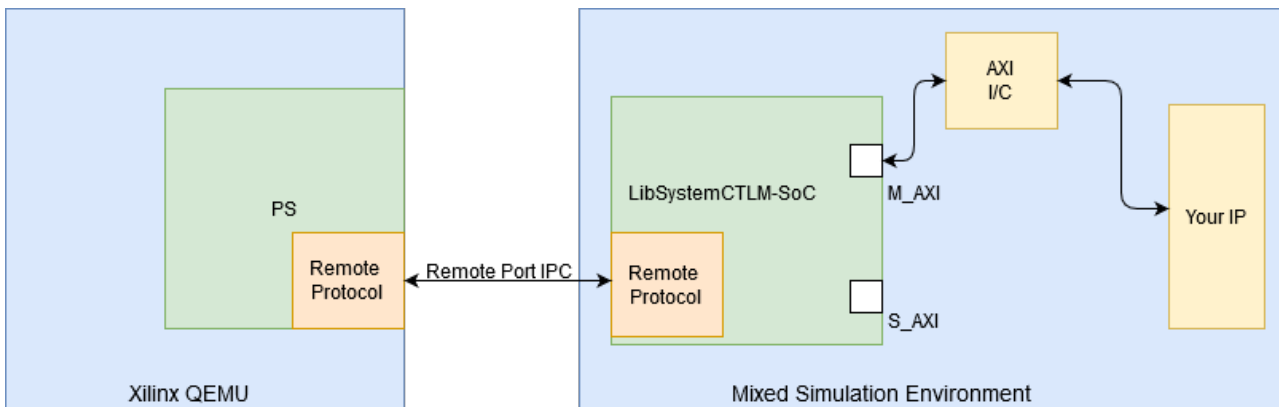 PS
Remote
Protocol
Xilinx QEMU
Remote Port IPC
LibSystemCTLM-SoC
Remote
Protocol
M_AXI
S_AXI
AXI
I/C
Your IP
Mixed Simulation Environment